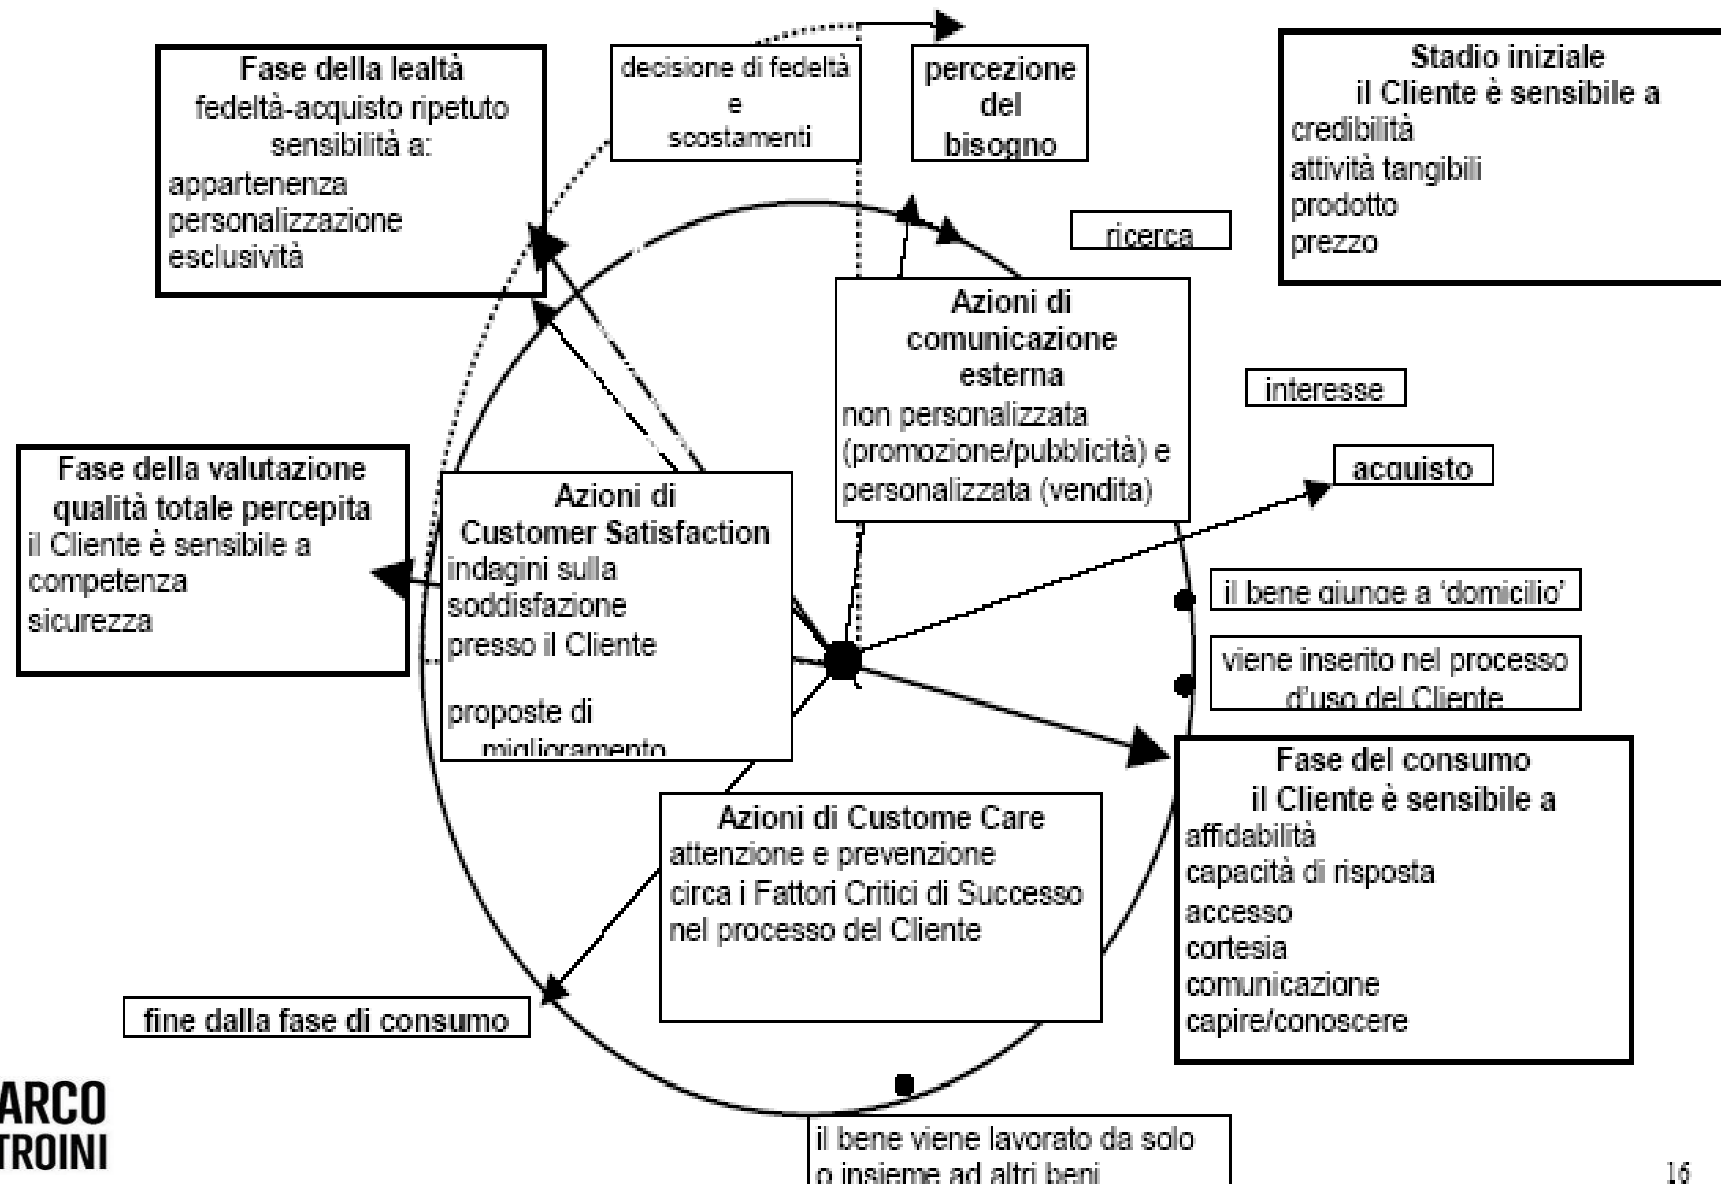 Fase della lealtà
fedeltà-acquisto ripetuto
sensibilità a:
appartenenza
personalizzazione
esclusività
decisione di fedeltà
e
scostamenti
percezione
del
bisogno
Stadio iniziale
il Cliente è sensibile a
credibilità
attività tangibili
prodotto
prezzo
ricerca
Azioni di
comunicazione
esterna
non personalizzata
(promozione/pubblicità) e
personalizzata (vendita)
interesse
acquisto
Fase della valutazione
qualità totale percepita
il Cliente è sensibile a
competenza
sicurezza
Azioni di
Customer Satisfaction
indagini sulla
soddisfazione
presso il Cliente
proposte di
miglioramento
il bene giunge a ‘domicilio’
viene inserito nel processo
d’uso del Cliente
Fase del consumo
il Cliente è sensibile a
affidabilità
capacità di risposta
accesso
cortesia
comunicazione
capire/conoscere
Azioni di Custome Care
attenzione e prevenzione
circa i Fattori Critici di Successo
nel processo del Cliente
fine dalla fase di consumo
il bene viene lavorato da solo
o insieme ad altri beni
ARCO
TROINI
16